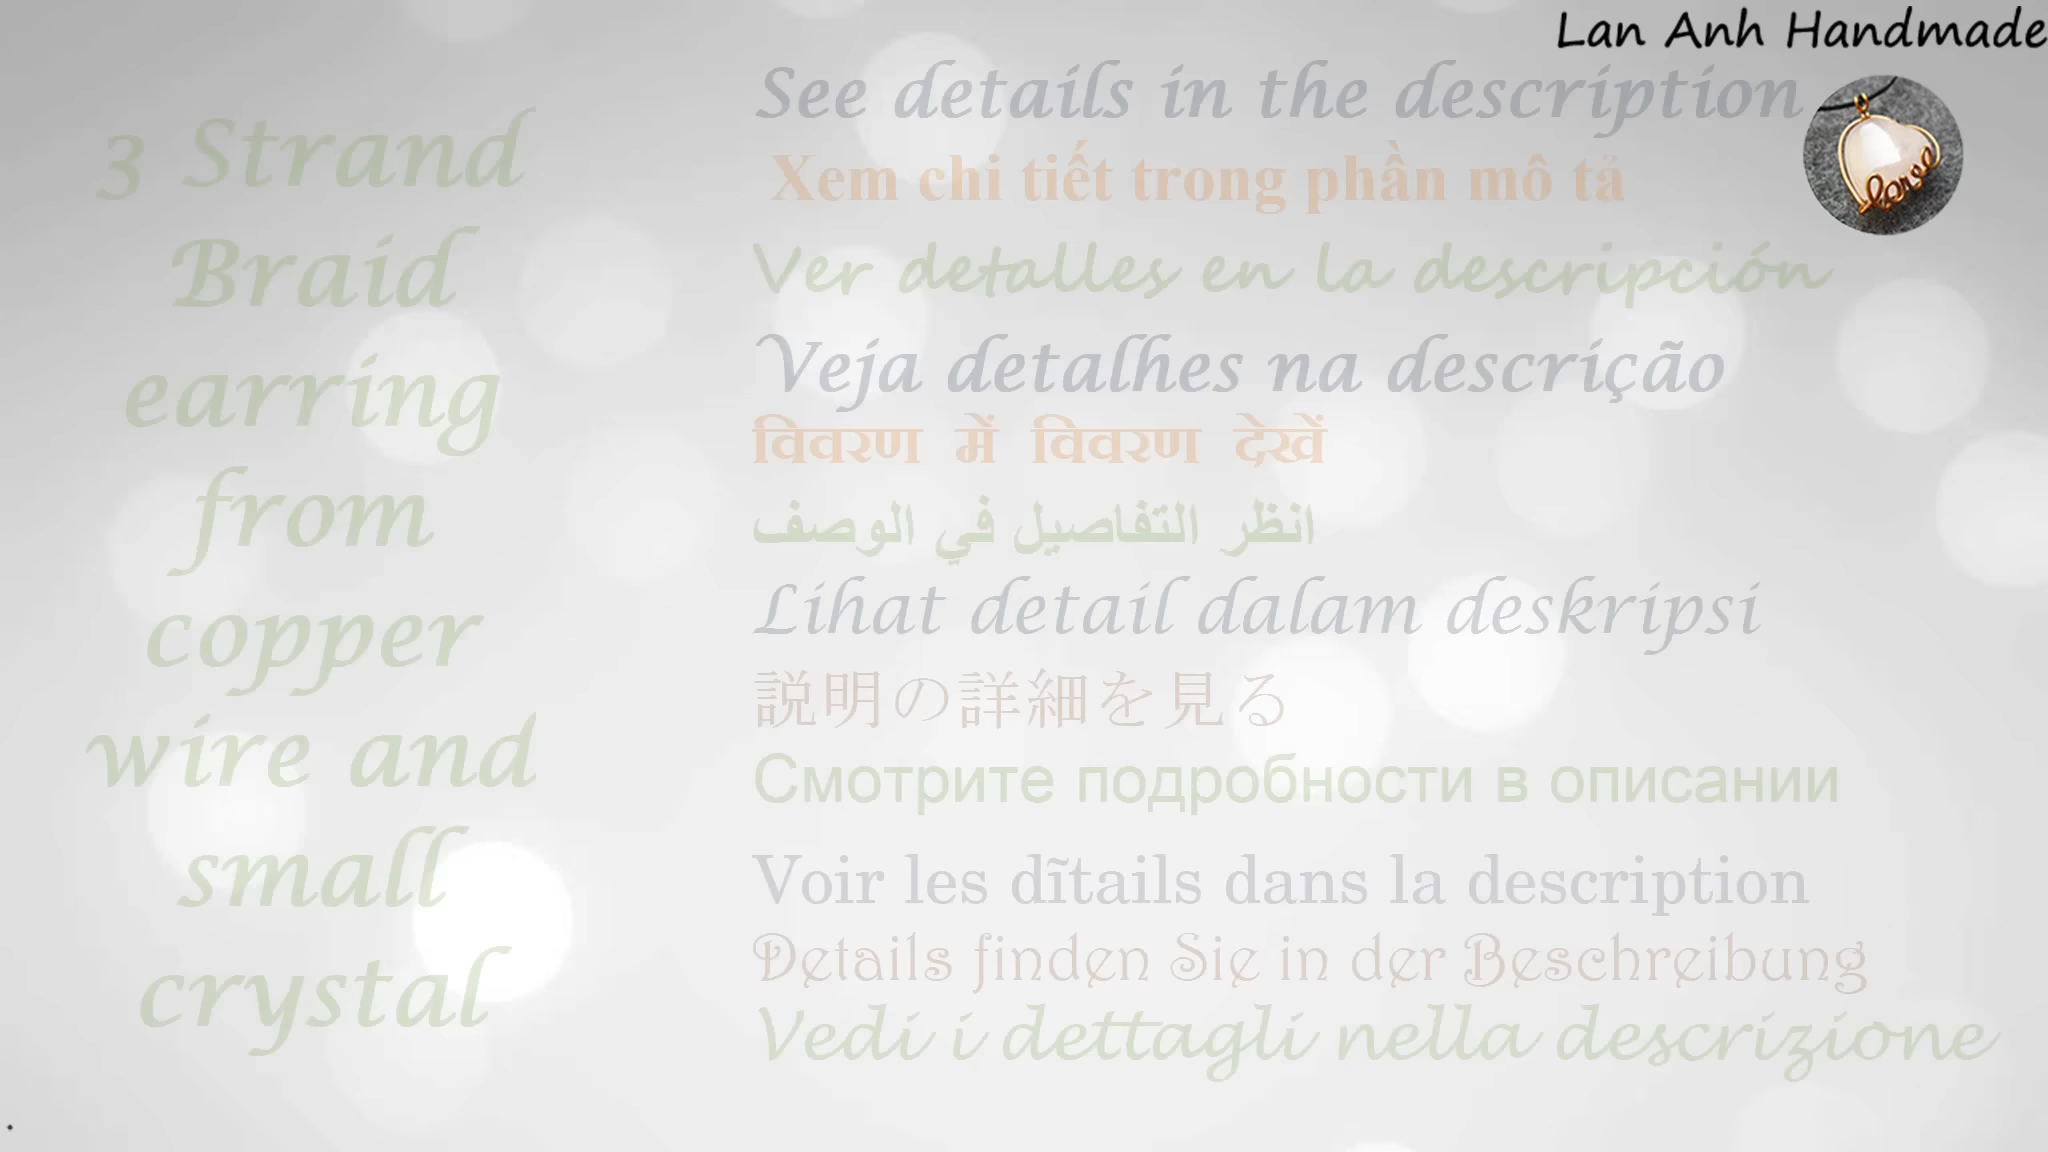 Lan Anh Handmade
3 Strand
Braid
earring
from
copper
wire and
small
crystal
See details in the description
Xem chi tiết trong phần mô tả
Ver detalles en la descripción
Veja detalhes na descrição
विवरण में विवरण देखें
انظر التفاصيل في الوصف
Lihat detail dalam deskripsi
説明の詳細を見る
Смотрите подробности в описании
Voir les dĩtails dans la description
Details finden Sie in der Beschreibung
Vedi i dettagli nella descrizione
love